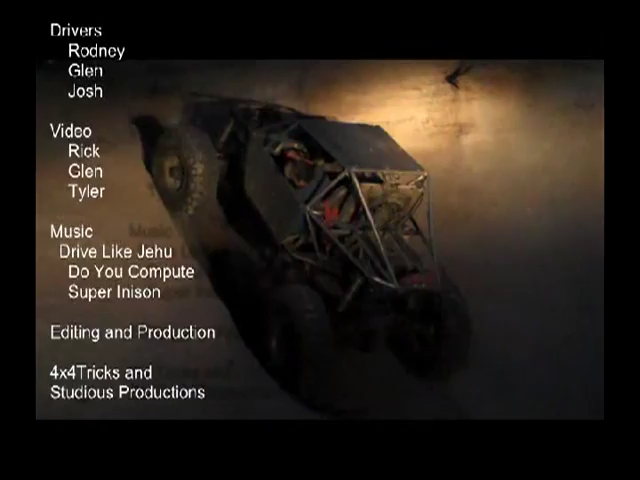 Drivers
Rodney
Glen
Josh
Video
Rick
Glen
Tyler
Music
Drive Like Jehu
Do You Compute
Super Inison
Editing and Production
4x4Tricks and
Studious Productions